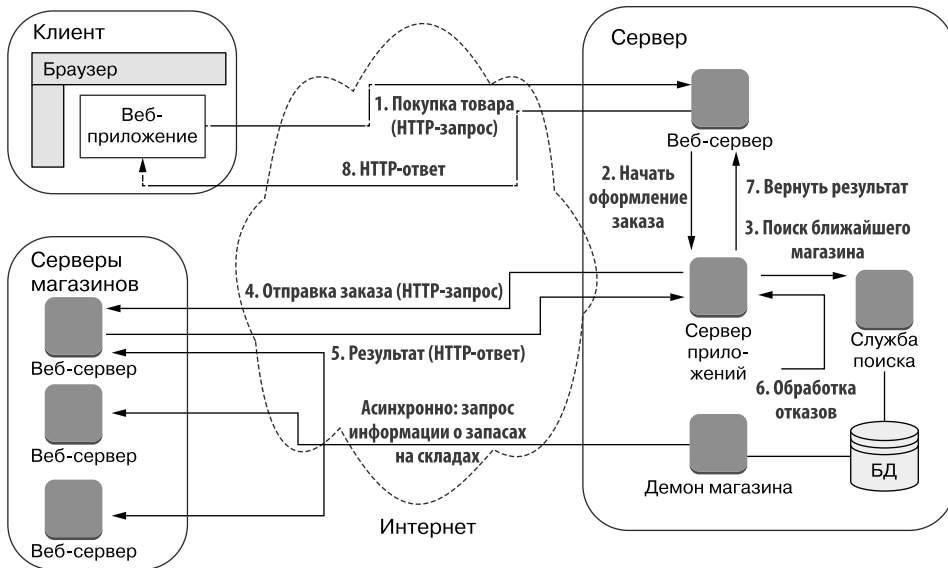 Клиент
Браузер
Веб-
приложение
1. Покупка товара
(HTTP-запрос)
8. HTTP-ответ
Сервер
Веб-сервер
2. Начать
оформление
заказа
7. Вернуть результат
3. Поиск ближайшего
магазина
Серверы
магазинов
Веб-сервер
Веб-сервер
Веб-сервер
4. Отправка заказа (HTTP-запрос)
5. Результат (HTTP-ответ)
Асинхронно: запрос
информации о запасах
на складах
Интернет
Сервер
прило-
жений
Служба
поиска
6. Обработка
отказов
Демон магазина
БД